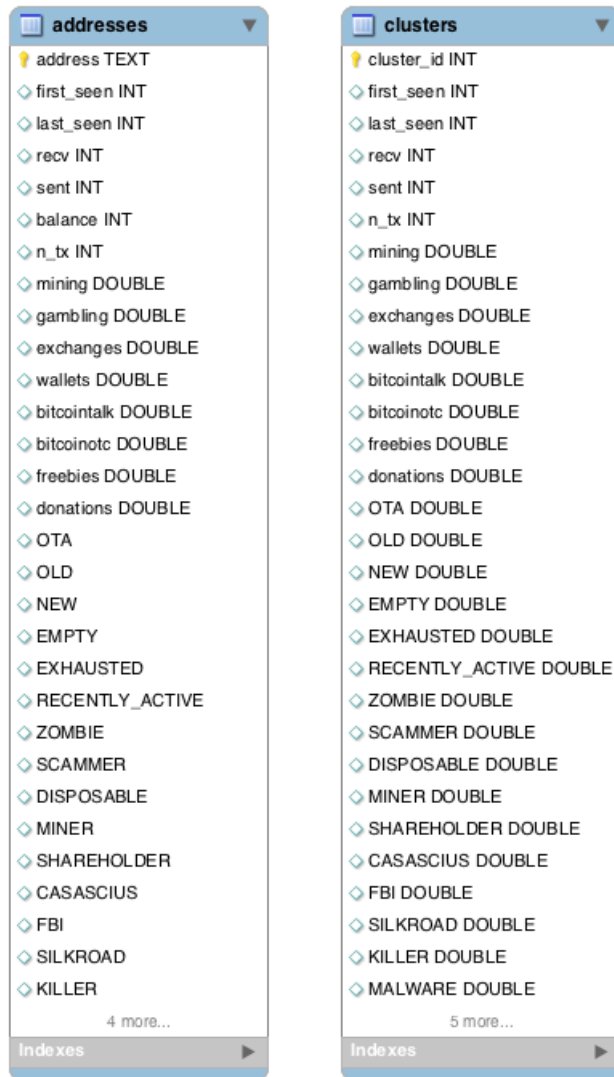 addresses
address TEXT
first_seen INT
last_seen INT
recv INT
sent INT
balance INT
n_tx INT
mining DOUBLE
gambling DOUBLE
exchanges DOUBLE
wallets DOUBLE
bitcointalk DOUBLE
bitcoinotc DOUBLE
freebies DOUBLE
donations DOUBLE
OTA
OLD
NEW
EMPTY
EXHAUSTED
RECENTLY_ACTIVE
ZOMBIE
SCAMMER
DISPOSABLE
MINER
SHAREHOLDER
CASASCIUS
FBI
SILKROAD
KILLER
4 more...
Indexes
clusters
cluster_id INT
first_seen INT
last_seen INT
recv INT
sent INT
n_tx INT
mining DOUBLE
gambling DOUBLE
exchanges DOUBLE
wallets DOUBLE
bitcointalk DOUBLE
bitcoinotc DOUBLE
freebies DOUBLE
donations DOUBLE
OTA DOUBLE
OLD DOUBLE
NEW DOUBLE
EMPTY DOUBLE
EXHAUSTED DOUBLE
RECENTLY_ACTIVE DOUBLE
ZOMBIE DOUBLE
SCAMMER DOUBLE
DISPOSABLE DOUBLE
MINER DOUBLE
SHAREHOLDER DOUBLE
CASASCIUS DOUBLE
FBI DOUBLE
SILKROAD DOUBLE
KILLER DOUBLE
MALWARE DOUBLE
5 more...
Indexes